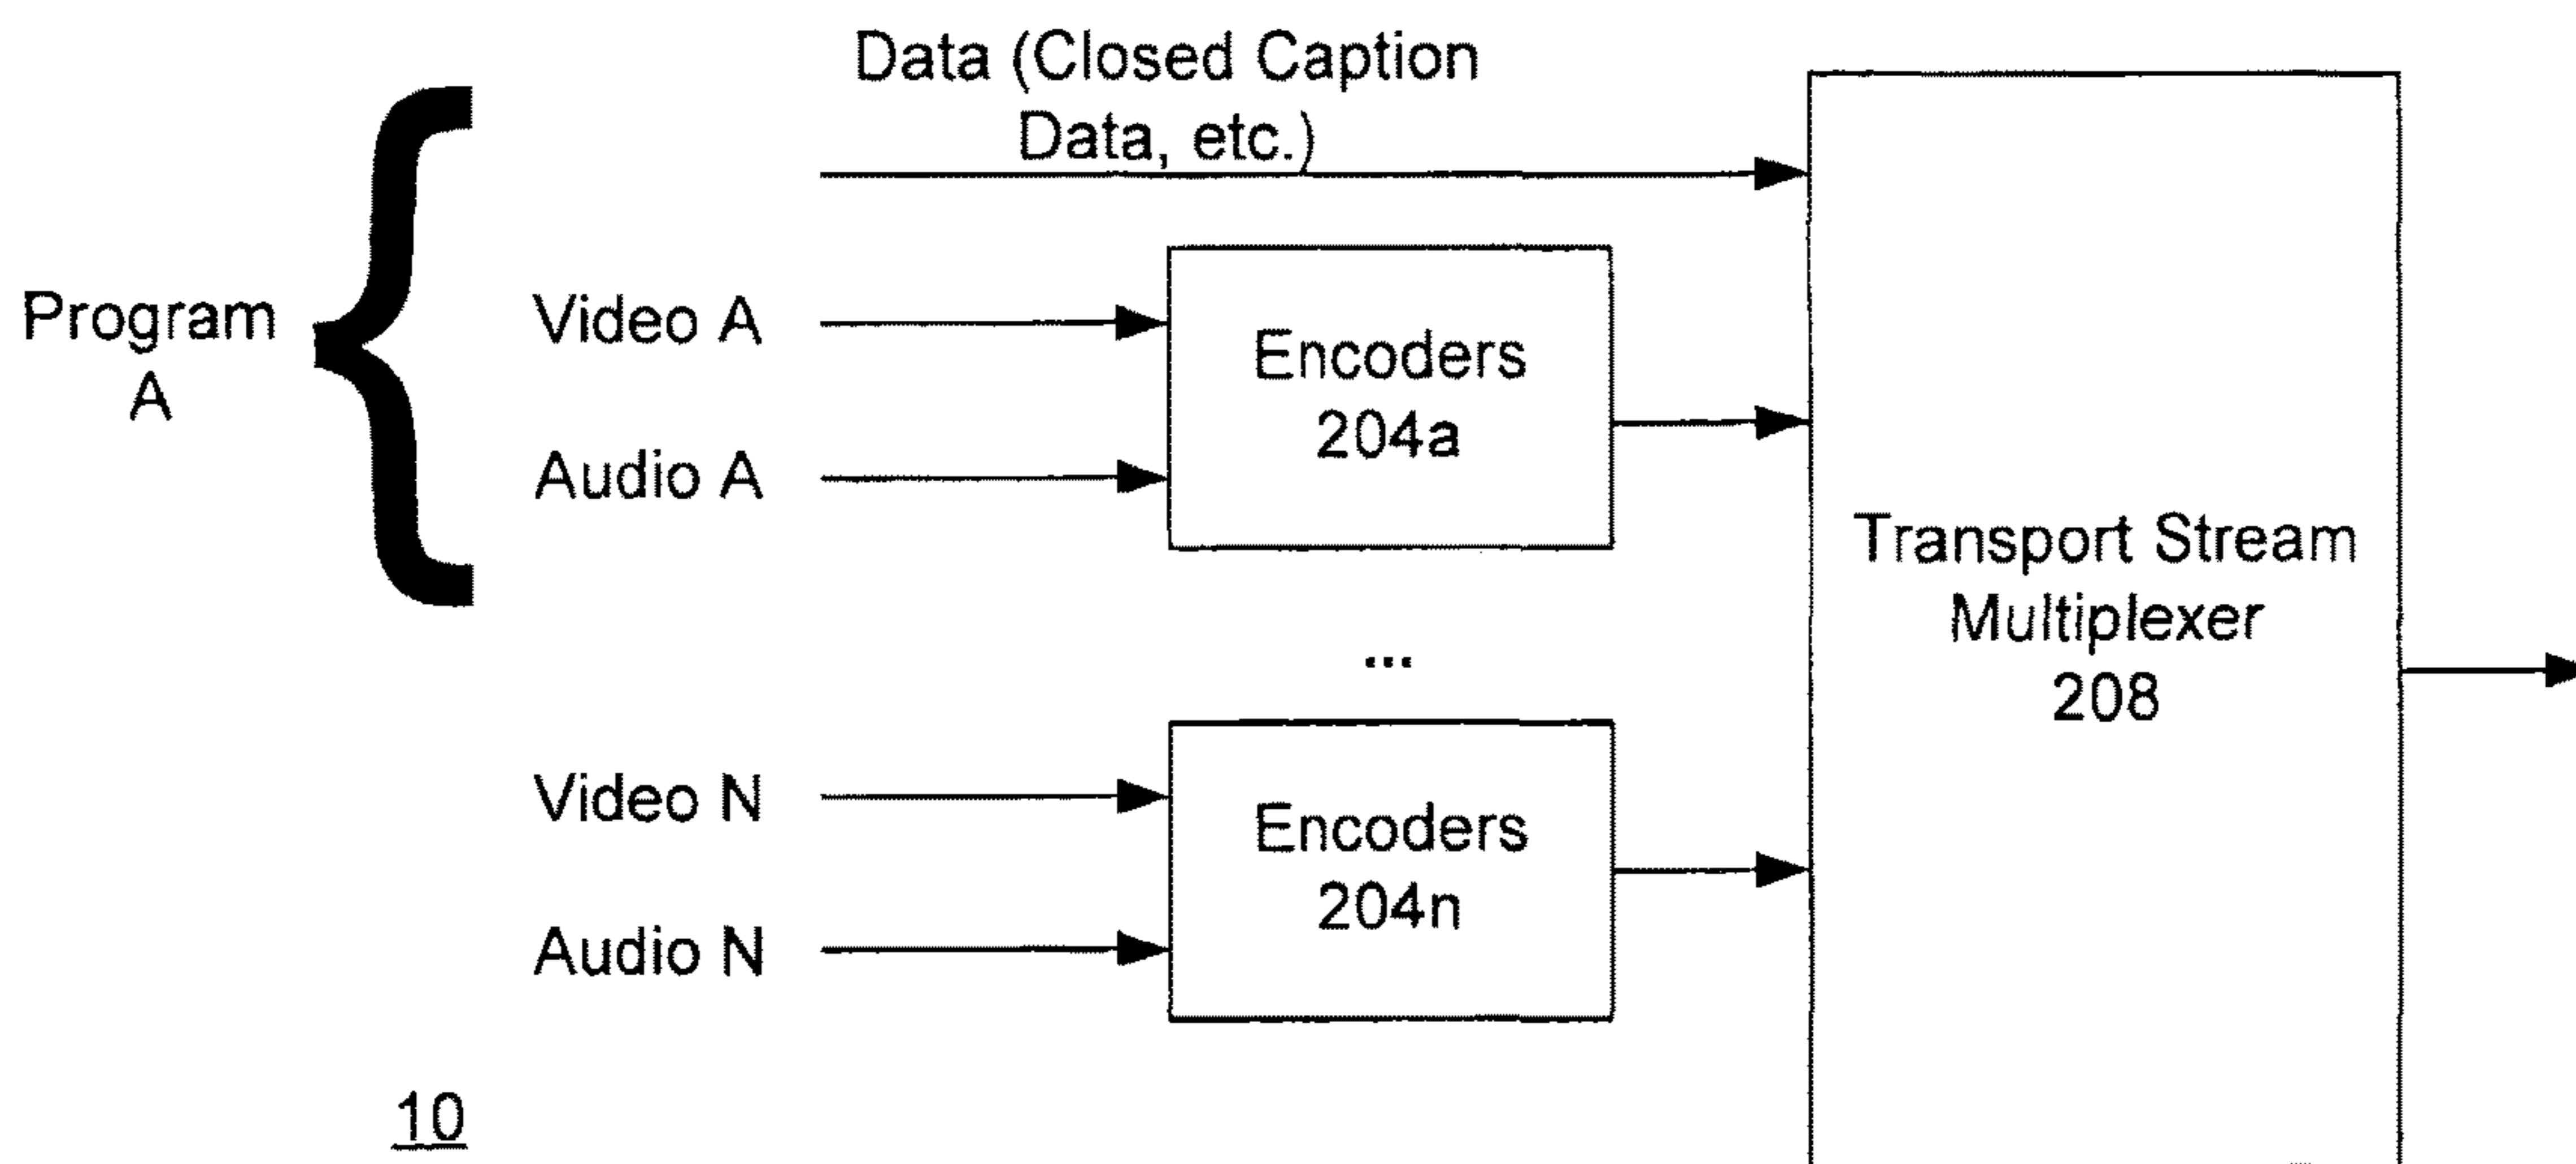 Data (Closed Caption
Data, etc.)
Program
A
Video A
Audio A
Encoders
204a
...
Video N
Audio N
Encoders
204n
Transport Stream
Multiplexer
208
10